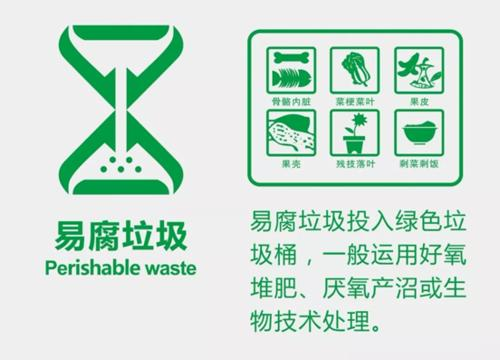 易腐垃圾
Perishable waste
骨骼内脏
菜梗菜叶
果皮
果壳
残技落叶
剩菜剩饭
易腐垃圾投入绿色垃
圾桶，一般运用好氧
堆肥、厌氧产沼或生
物技术处理。